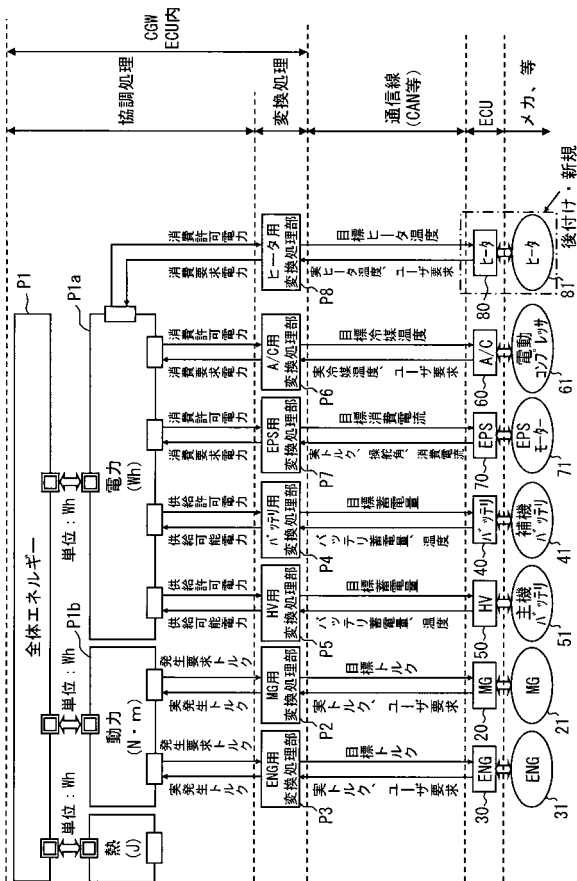 CGW
ECU内
協調処理
変換処理
通信線
(CAN等)
ECU
メカ、等
P1
全体エネルギー
単位：Wh
単位：Wh
単位：Wh
熱
(J)
P1b
動力
(N・m)
P1a
電力
(Wh)
実発生トルク
発生要求トルク
実発生トルク
発生要求トルク
供給可能電力
供給許可電力
供給可能電力
供給許可電力
消費要求電力
消費許可電力
消費要求電力
消費許可電力
消費要求電力
消費許可電力
ENG用
変換処理部
P3
MG用
変換処理部
P2
HV用
変換処理部
P5
バッテリ用
変換処理部
P4
EPS用
変換処理部
P7
A/C用
変換処理部
P6
ヒータ用
変換処理部
P8
実トルク、ユーザ要求
目標トルク
実トルク、ユーザ要求
目標トルク
バッテリ蓄電量、温度
目標蓄電量
バッテリ蓄電量、温度
目標蓄電量
実トルク、操舵角、消費電流
目標消費電流
実冷媒温度、ユーザ要求
目標冷媒温度
実ヒータ温度、ユーザ要求
目標ヒータ温度
30
ENG
20
MG
50
HV
40
バッテリ
70
EPS
60
A/C
80
ヒータ
ENG
31
MG
21
主機
バッテリ
51
補機
バッテリ
41
EPS
モーター
71
電動
コンプレッサ
61
ヒータ
81
後付け・新規